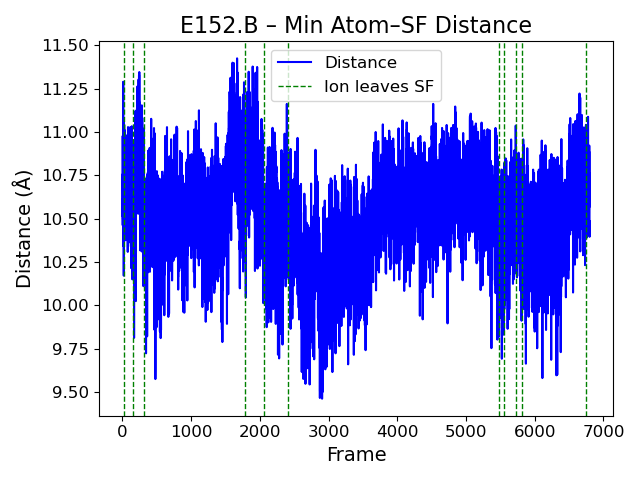 E152.B – Min Atom–SF Distance
11.50
11.25
11.00
10.75
10.50
10.25
10.00
9.75
9.50
Distance (Å)
Distance
Ion leaves SF
0 1000 2000 3000 4000 5000 6000 7000
Frame